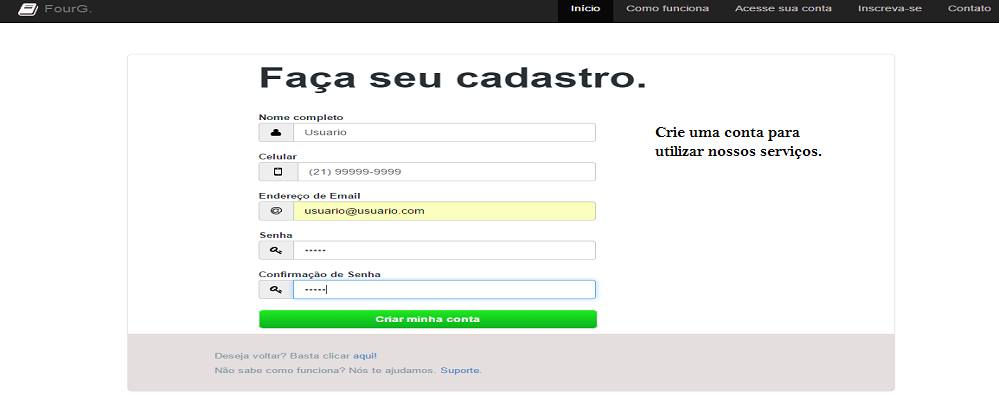 FourG.
Início Como funciona Acesse sua conta Inscreva-se Contato
Faça seu cadastro.
Nome completo
Usuario
Celular
(21) 99999-9999
Endereço de Email
usuario@usuario.com
Senha
-----
Confirmação de Senha
-----
Criar minha conta
Crie uma conta para
utilizar nossos serviços.
Deseja voltar? Basta clicar aqui!
Não sabe como funciona? Nós te ajudamos. Suporte.